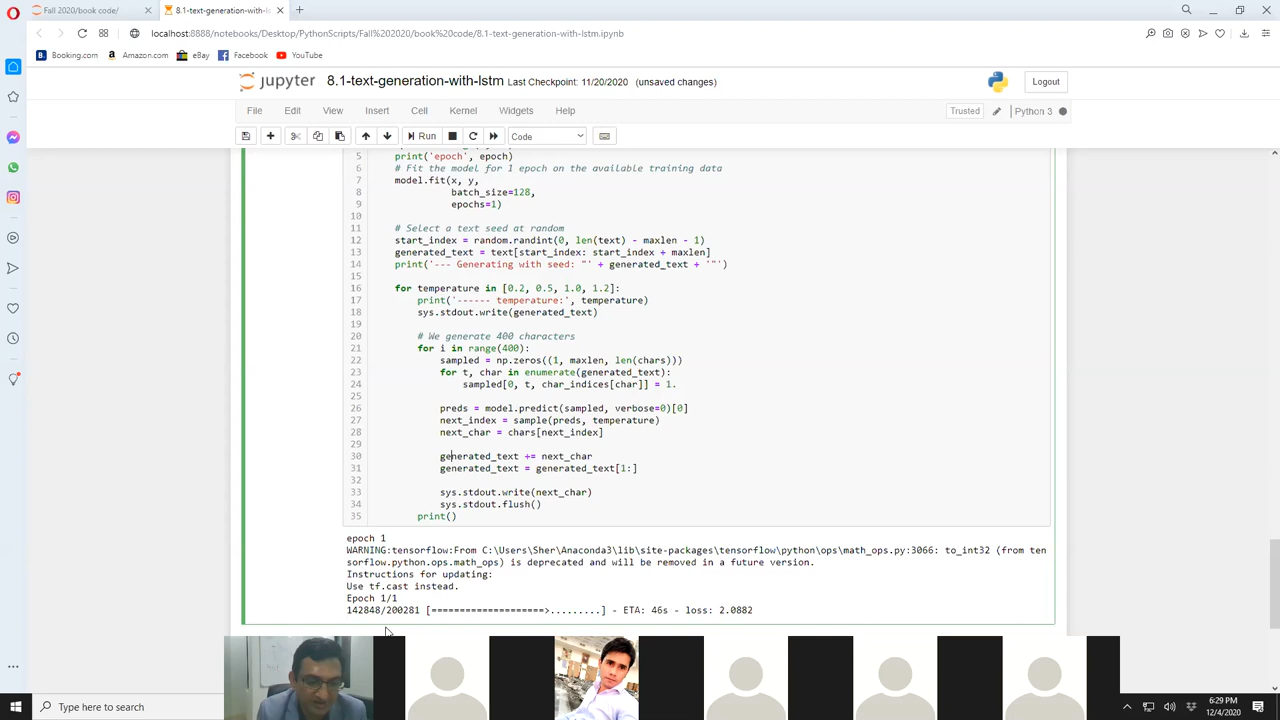 Fall 2020/book code/
8.1-text-generation-with-ls
localhost:8888/notebooks/Desktop/PythonScripts/Fall%202020/book%20code/8.1-text-generation-with-lstm.ipynb
Booking.com
Amazon.com
eBay
Facebook
YouTube
jupyter 8.1-text-generation-with-lstm Last Checkpoint: 11/20/2020 (unsaved changes)
Logout
File Edit View Insert Cell Kernel Widgets Help
Trusted
Python 3
Run
Code
5 print('epoch', epoch)
6 # Fit the model for 1 epoch on the available training data
7 model.fit(x, y,
8 batch_size=128,
9 epochs=1)
10
11 # Select a text seed at random
12 start_index = random.randint(0, len(text) - maxlen - 1)
13 generated_text = text[start_index: start_index + maxlen]
14 print('--- Generating with seed: "' + generated_text + '"')
15
16 for temperature in [0.2, 0.5, 1.0, 1.2]:
17 print('------ temperature:', temperature)
18 sys.stdout.write(generated_text)
19
20 # We generate 400 characters
21 for i in range(400):
22 sampled = np.zeros((1, maxlen, len(chars)))
23 for t, char in enumerate(generated_text):
24 sampled[0, t, char_indices[char]] = 1.
25
26 preds = model.predict(sampled, verbose=0)[0]
27 next_index = sample(preds, temperature)
28 next_char = chars[next_index]
29
30 generated_text += next_char
31 generated_text = generated_text[1:]
32
33 sys.stdout.write(next_char)
34 sys.stdout.flush()
35 print()
epoch 1
WARNING:tensorflow:From C:\Users\Sher\Anaconda3\lib\site-packages\tensorflow\python\ops\math_ops.py:3066: to_int32 (from ten
sorflow.python.ops.math_ops) is deprecated and will be removed in a future version.
Instructions for updating:
Use tf.cast instead.
Epoch 1/1
142848/200281 [====================>.........] - ETA: 46s - loss: 2.0882
Type here to search
6:29 PM
12/4/2020